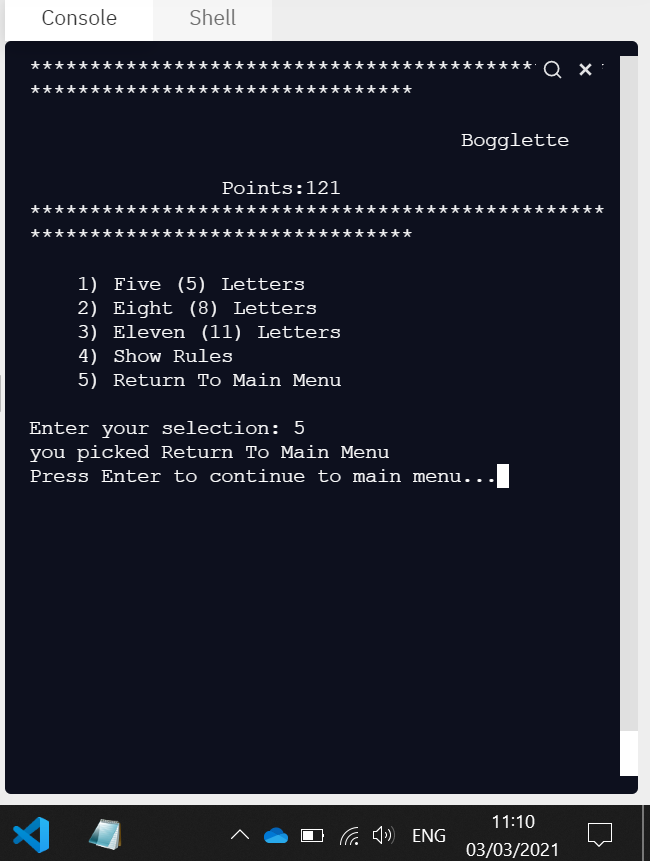 Console Shell
*******************************************
********************************
Bogglette
Points:121
************************************************
********************************
1) Five (5) Letters
2) Eight (8) Letters
3) Eleven (11) Letters
4) Show Rules
5) Return To Main Menu
Enter your selection: 5
you picked Return To Main Menu
Press Enter to continue to main menu...
ENG
11:10
03/03/2021